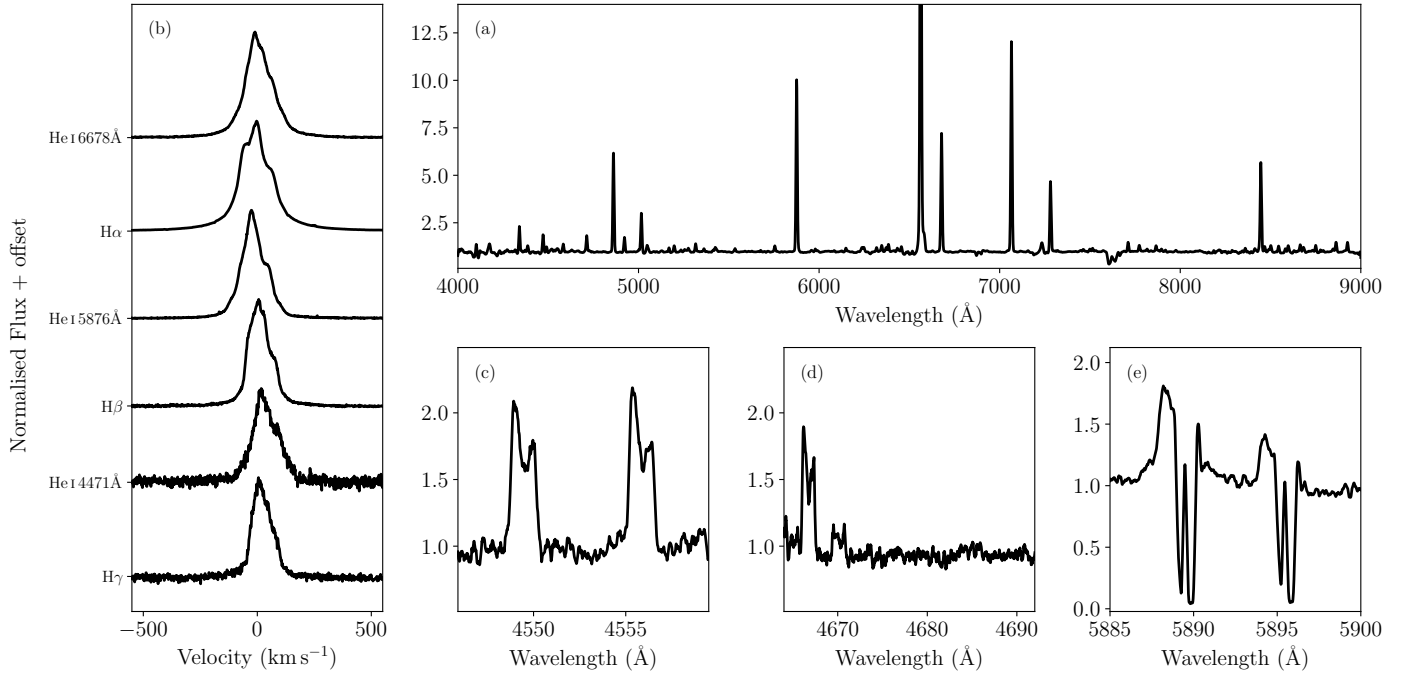 Normalised Flux + offset
(b)
He I 6678Å
Hα
He I 5876Å
Hβ
He I 4471Å
Hγ
−500 0 500
Velocity (km s⁻¹)
(a)
12.5
10.0
7.5
5.0
2.5
4000 5000 6000 7000 8000 9000
Wavelength (Å)
(c)
2.0
1.5
1.0
4550 4555
Wavelength (Å)
(d)
2.0
1.5
1.0
4670 4680 4690
Wavelength (Å)
(e)
2.0
1.5
1.0
0.5
0.0
5885 5890 5895 5900
Wavelength (Å)